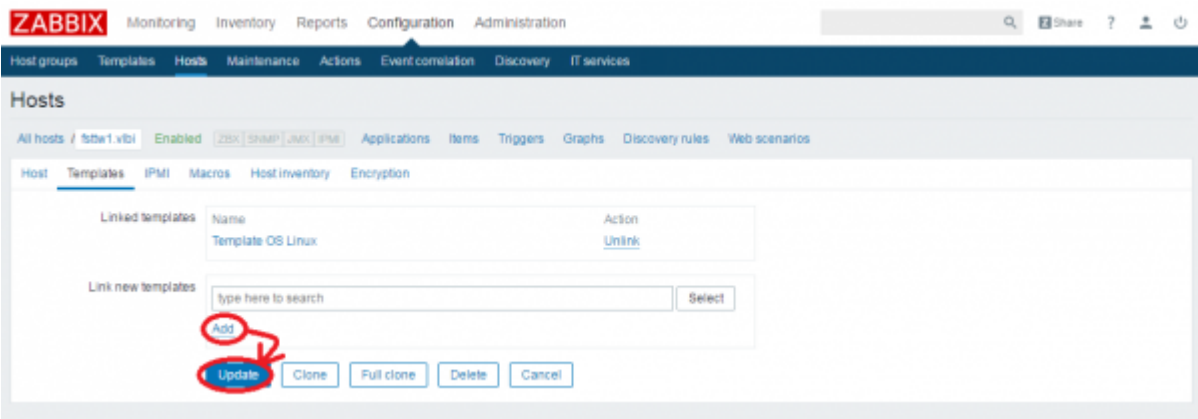 ZABBIX Monitoring Inventory Reports Configuration Administration Z Share ?
Host groups Templates Hosts Maintenance Actions Event correlation Discovery IT services
Hosts
All hosts / Enabled ZBX SNMP JMX IPMI Applications Items Triggers Graphs Discovery rules Web scenarios
Host Templates IPMI Macros Host inventory Encryption
Linked templates Name Action
Template OS Linux Unlink
Link new templates
type here to search Select
Add
Update Clone Full clone Delete Cancel